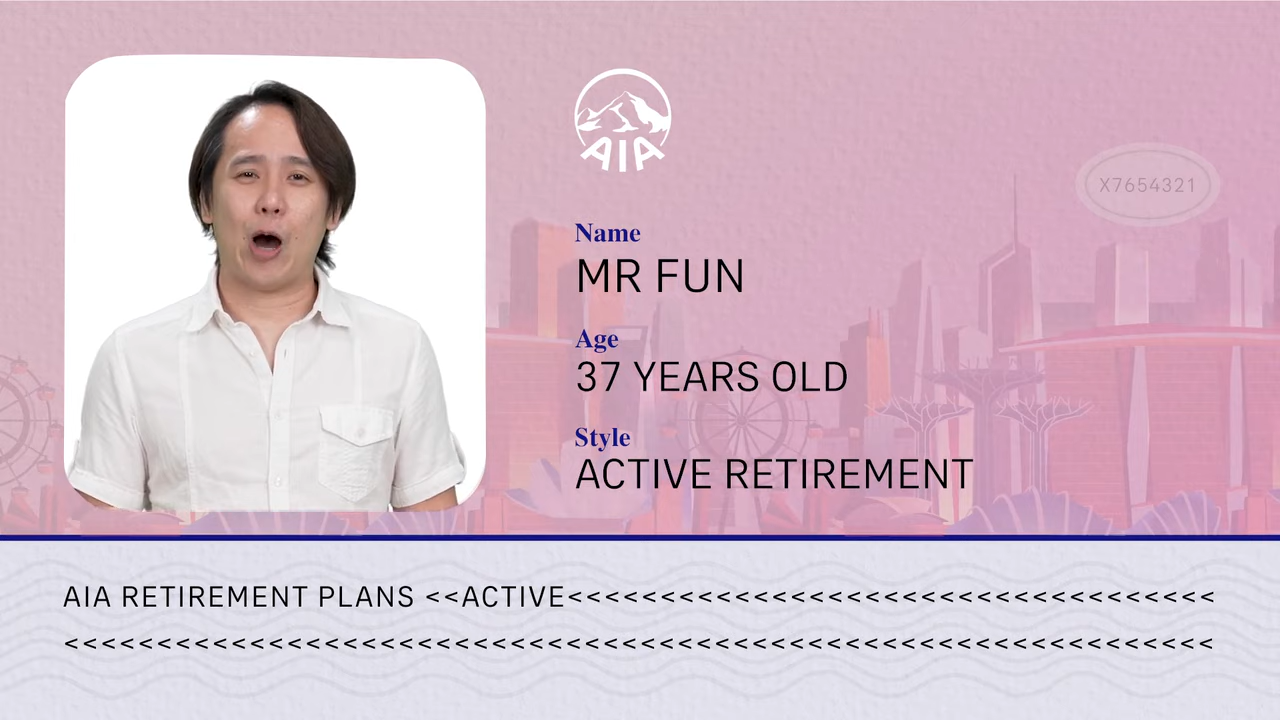 AIA
X7654321
Name
MR FUN
Age
37 YEARS OLD
Style
ACTIVE RETIREMENT
AIA RETIREMENT PLANS <<ACTIVE<<<<<<<<<<<<<<<<<<<<<<<<<<<<<<<<<<<
<<<<<<<<<<<<<<<<<<<<<<<<<<<<<<<<<<<<<<<<<<<<<<<<<<<<<<<<<<<<<<